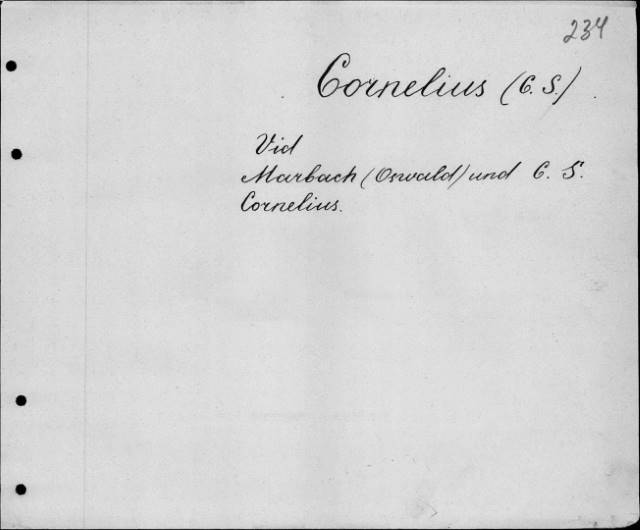 234
Cornelius (C. S.)
Vid
Marbach (Oswald) und C. S.
Cornelius.